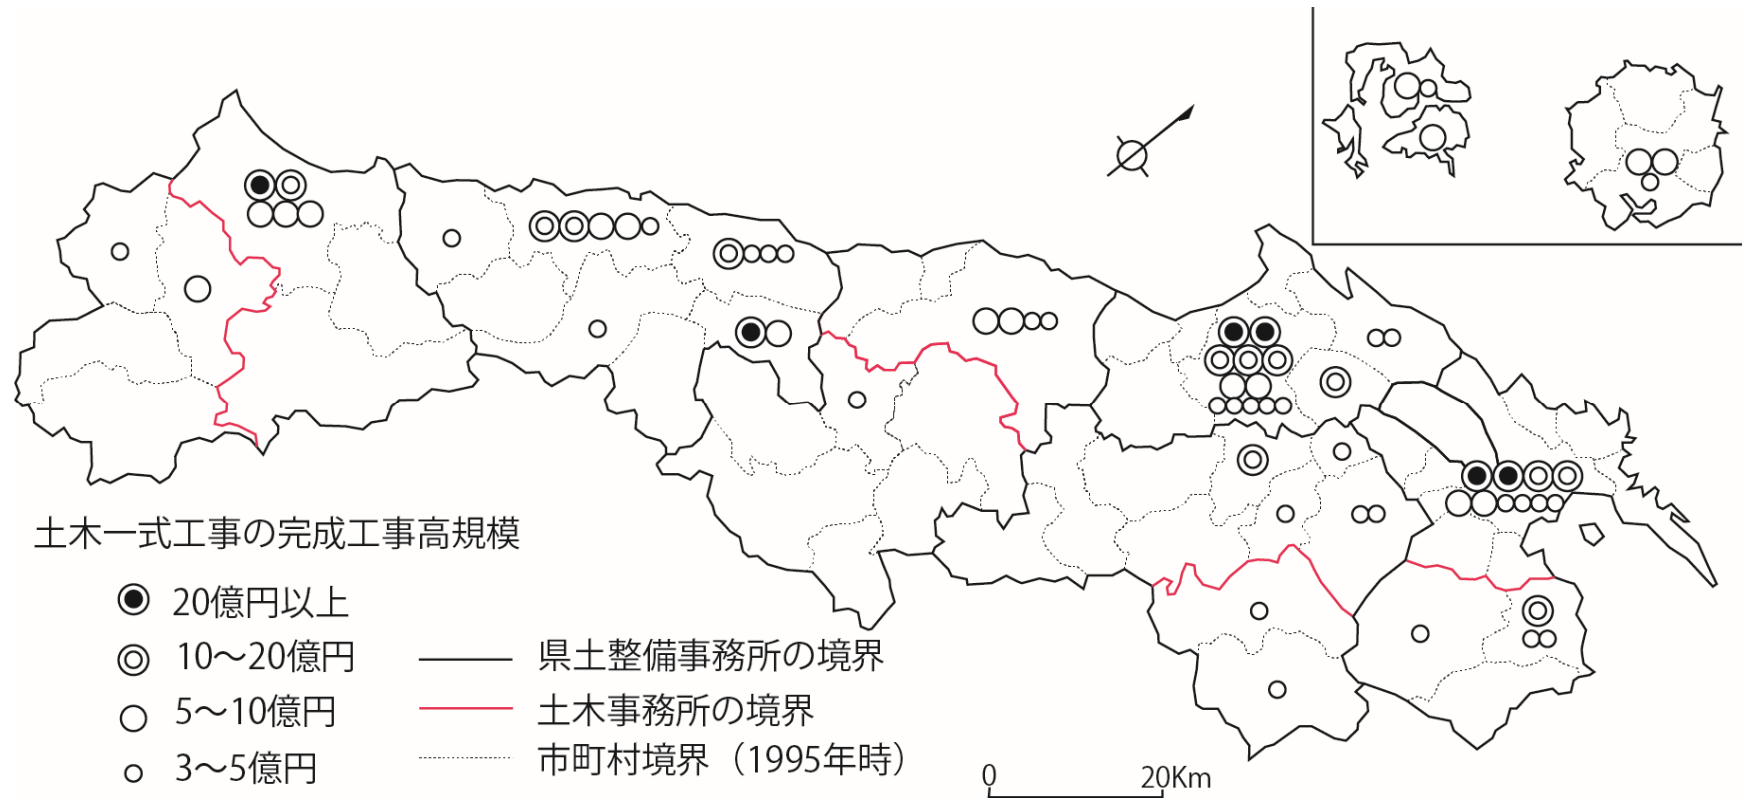 土木一式工事の完成工事高規模
20億円以上
10～20億円
5～10億円
3～5億円
県土整備事務所の境界
土木事務所の境界
市町村境界（1995年時）
0 20Km